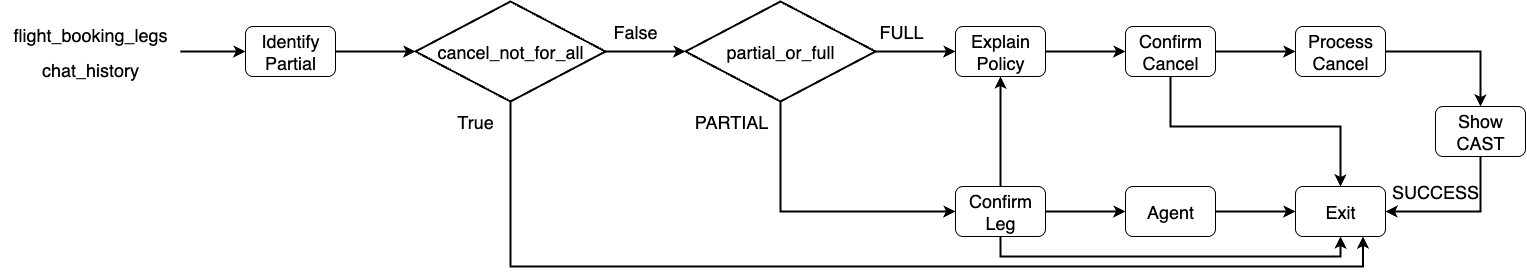 flight_booking_legs
chat_history
Identify
Partial
cancel_not_for_all
False
True
partial_or_full
FULL
PARTIAL
Explain
Policy
Confirm
Cancel
Process
Cancel
Show
CAST
SUCCESS
Confirm
Leg
Agent
Exit